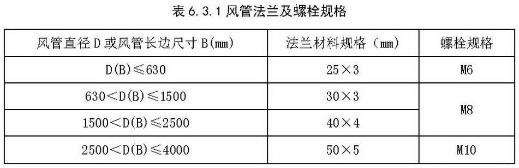 表6.3.1风管法兰及螺栓规格
风管直径D或风管长边尺寸B(mm) 法兰材料规格（mm） 螺栓规格
D(B)≤630 25×3 M6
630<D(B)≤1500 30×3 M8
1500<D(B)≤2500 40×4
2500<D(B)≤4000 50×5 M10